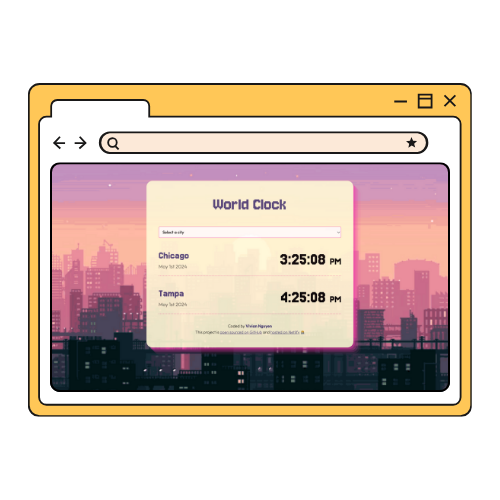 World Clock
Select a city
Chicago
3:25:08 PM
May 1st 2024
Tampa
4:25:08 PM
May 1st 2024
Coded by Vivian Nguyen
This project is open-sourced on GitHub and hosted on Netlify